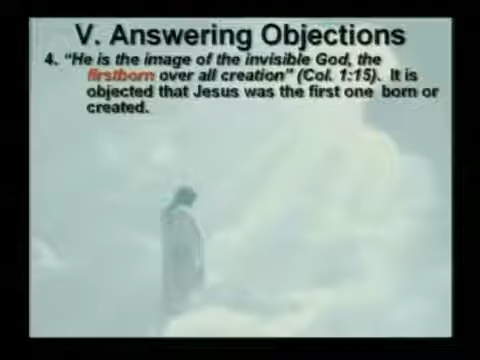 V. Answering Objections
4. “He is the image of the invisible God, the
firstborn over all creation” (Col. 1:15). It is
objected that Jesus was the first one born or
created.